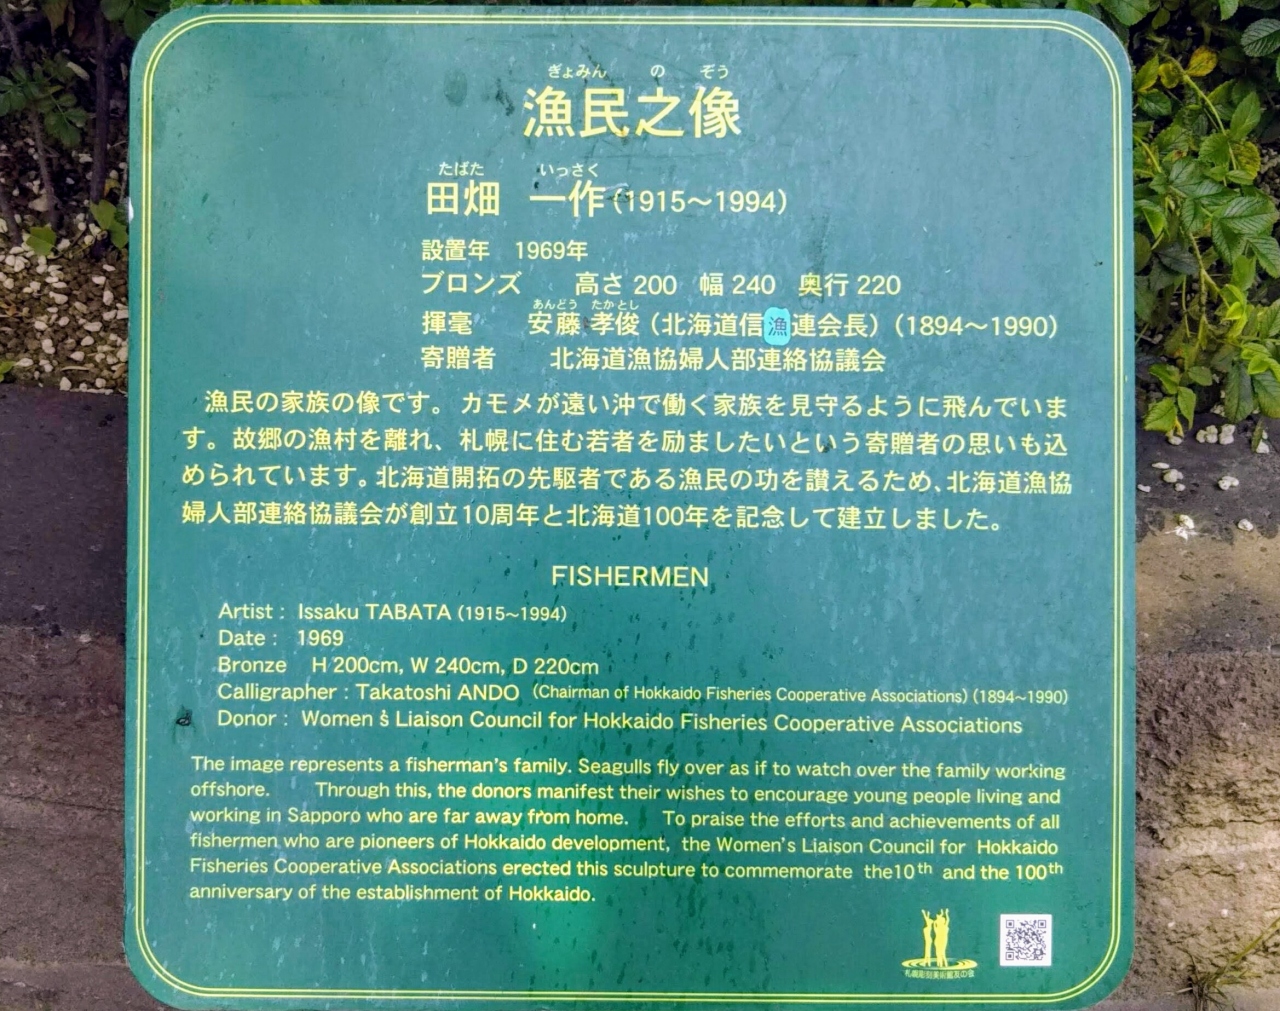 ぎょみん の ぞう
漁民之像
たばた いっさく
田畑 一作(1915〜1994)
設置年 1969年
ブロンズ 高さ 200 幅 240 奥行 220
あんどう たかとし
揮毫 安藤 孝俊(北海道信漁連会長)(1894〜1990)
寄贈者 北海道漁協婦人部連絡協議会
漁民の家族の像です。カモメが遠い沖で働く家族を見守るように飛んでいま
す。故郷の漁村を離れ、札幌に住む若者を励ましたいという寄贈者の思いも込
められています。北海道開拓の先駆者である漁民の功を讃えるため、北海道漁協
婦人部連絡協議会が創立10周年と北海道100年を記念して建立しました。
FISHERMEN
Artist : Issaku TABATA (1915~1994)
Date : 1969
Bronze H 200cm, W 240cm, D 220cm
Calligrapher : Takatoshi ANDO (Chairman of Hokkaido Fisheries Cooperative Associations) (1894~1990)
Donor : Women's Liaison Council for Hokkaido Fisheries Cooperative Associations
The image represents a fisherman's family. Seagulls fly over as if to watch over the family working
offshore. Through this, the donors manifest their wishes to encourage young people living and
working in Sapporo who are far away from home. To praise the efforts and achievements of all
fishermen who are pioneers of Hokkaido development, the Women's Liaison Council for Hokkaido
Fisheries Cooperative Associations erected this sculpture to commemorate the10th and the 100th
anniversary of the establishment of Hokkaido.
札幌彫刻美術館友の会